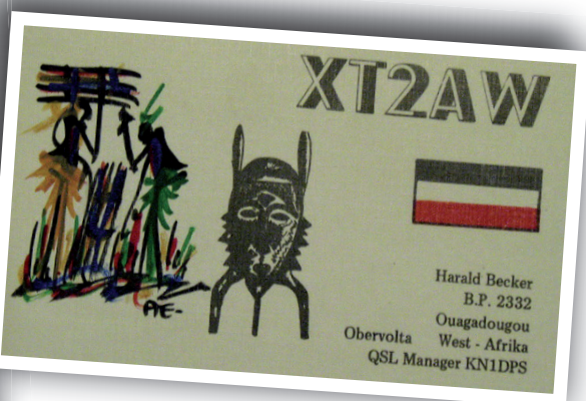 XT2AW
Harald Becker
B.P. 2332
Ouagadougou
Obervolta West - Afrika
QSL Manager KN1DPS